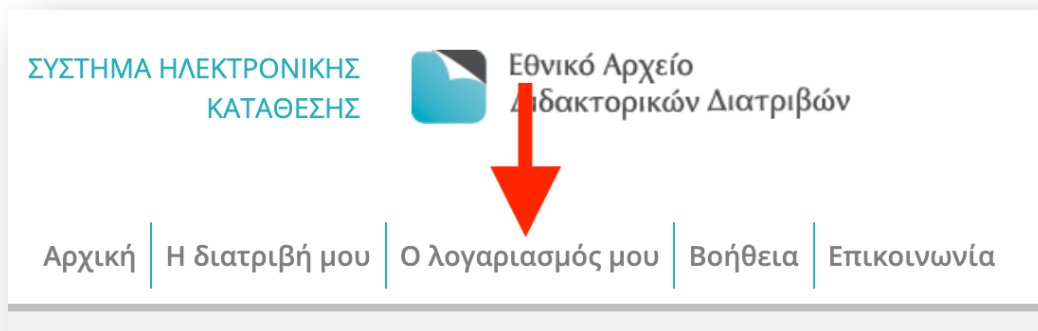 ΣΥΣΤΗΜΑ ΗΛΕΚΤΡΟΝΙΚΗΣ
ΚΑΤΑΘΕΣΗΣ
Εθνικό Αρχείο
Διδακτορικών Διατριβών
Αρχική Η διατριβή μου Ο λογαριασμός μου Βοήθεια Επικοινωνία